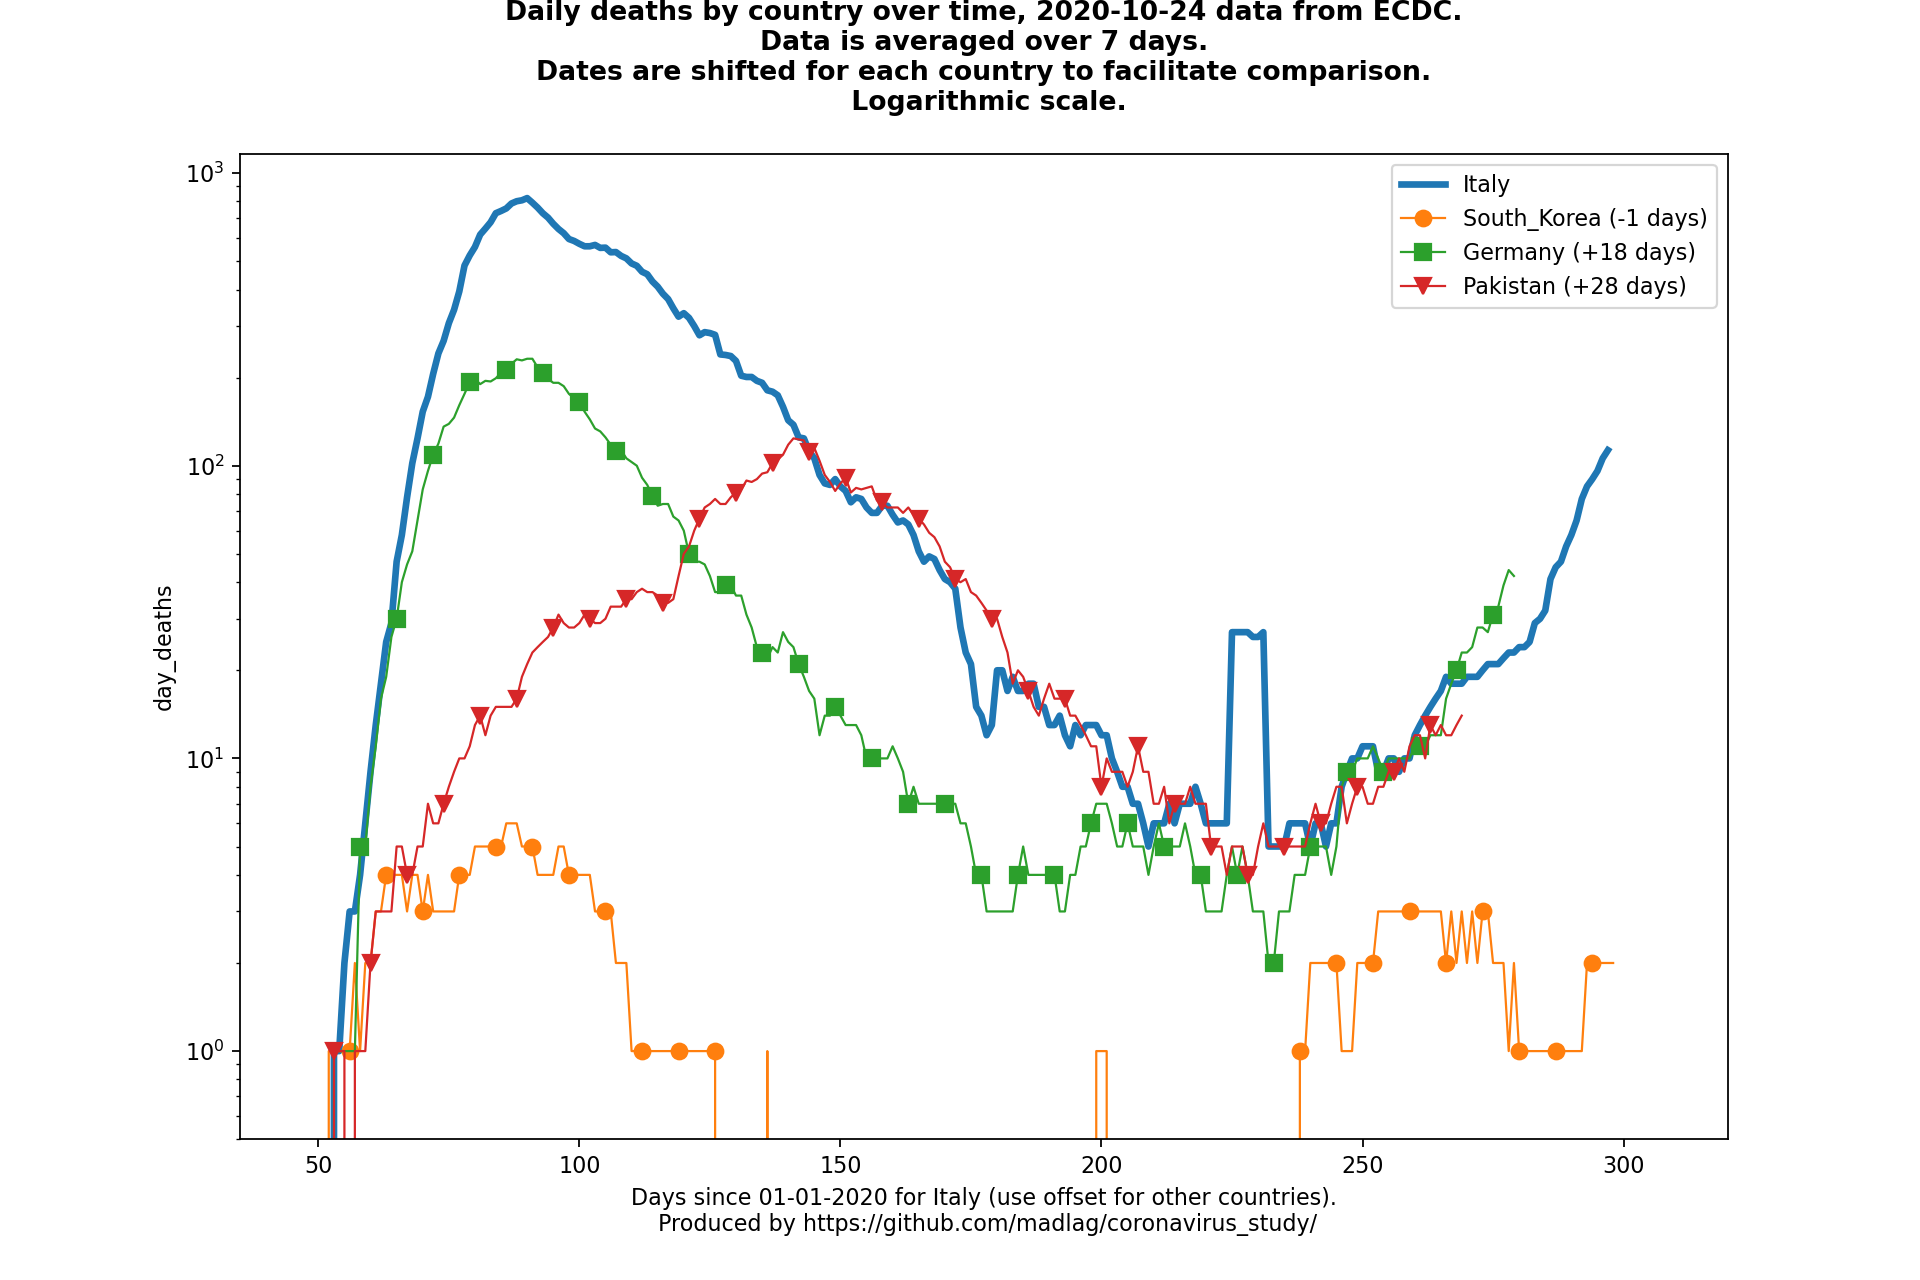 Daily deaths by country over time, 2020-10-24 data from ECDC.
Data is averaged over 7 days.
Dates are shifted for each country to facilitate comparison.
Logarithmic scale.
10³
10²
10¹
10⁰
day_deaths
Italy
South_Korea (-1 days)
Germany (+18 days)
Pakistan (+28 days)
50 100 150 200 250 300
Days since 01-01-2020 for Italy (use offset for other countries).
Produced by https://github.com/madlag/coronavirus_study/